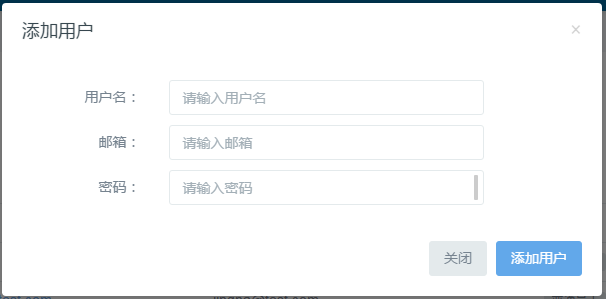 添加用户 ×
用户名： 请输入用户名
邮箱： 请输入邮箱
密码： 请输入密码
关闭 添加用户